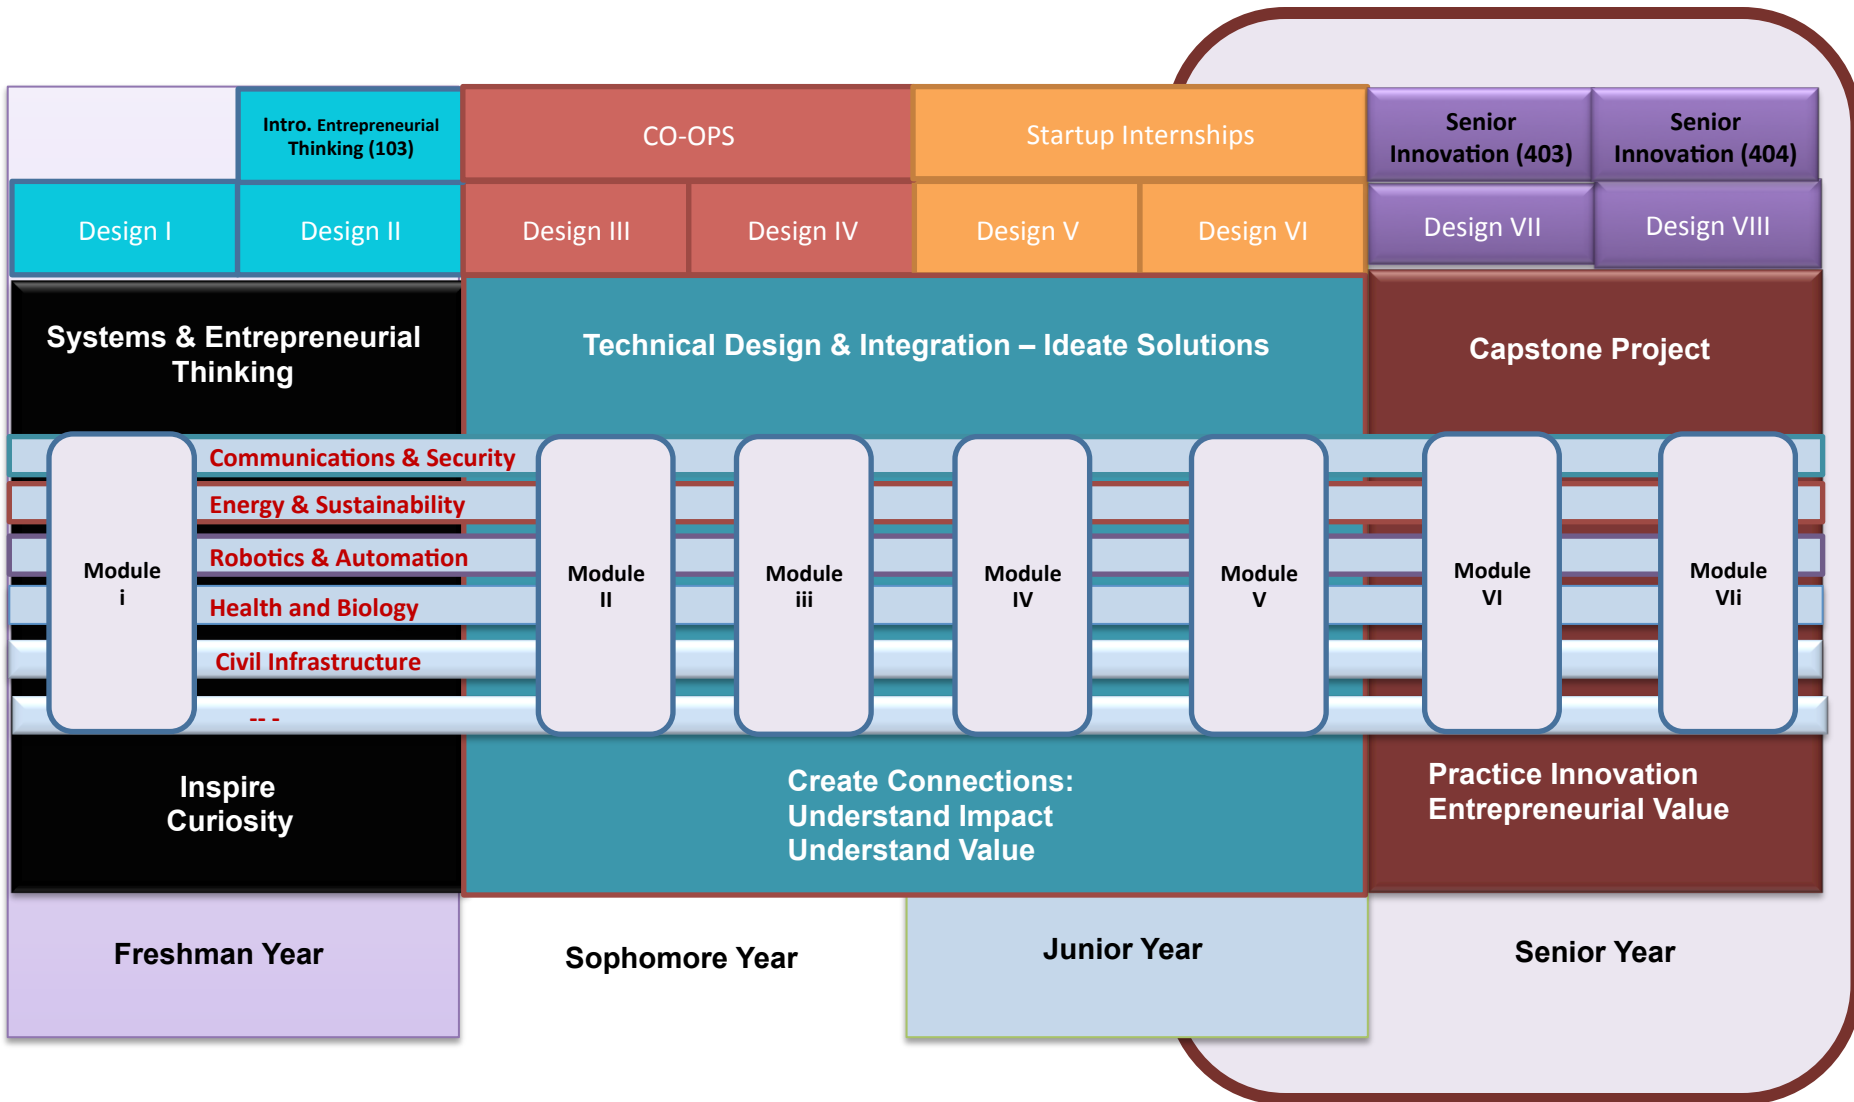 Intro. Entrepreneurial
Thinking (103)
CO-OPS
Startup Internships
Senior
Innovation (403)
Senior
Innovation (404)
Design I
Design II
Design III
Design IV
Design V
Design VI
Design VII
Design VIII
Systems & Entrepreneurial
Thinking
Technical Design & Integration – Ideate Solutions
Capstone Project
Communications & Security
Energy & Sustainability
Robotics & Automation
Health and Biology
Civil Infrastructure
-- -
Module
i
Module
II
Module
iii
Module
IV
Module
V
Module
VI
Module
VIi
Inspire
Curiosity
Create Connections:
Understand Impact
Understand Value
Practice Innovation
Entrepreneurial Value
Freshman Year
Sophomore Year
Junior Year
Senior Year